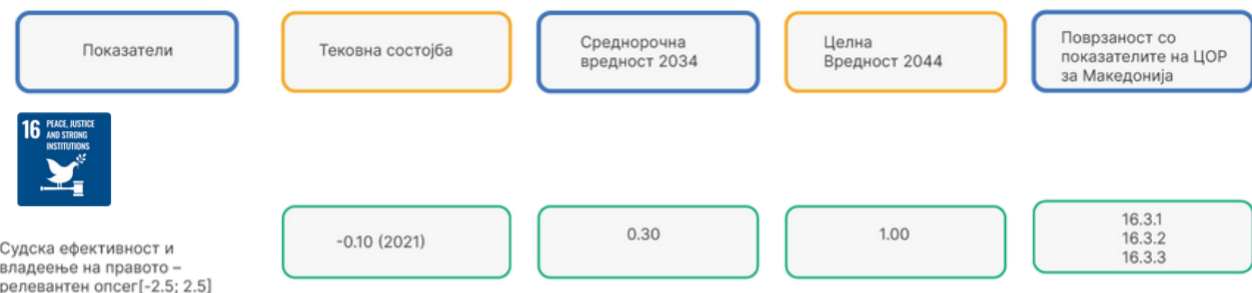 Показатели
Тековна состојба
Среднорочна
вредност 2034
Целна
Вредност 2044
Поврзаност со
показателите на ЦОР
за Македонија
16 PEACE, JUSTICE
AND STRONG
INSTITUTIONS
Судска ефективност и
владеење на правото –
релевантен опсег[-2.5; 2.5]
-0.10 (2021)
0.30
1.00
16.3.1
16.3.2
16.3.3